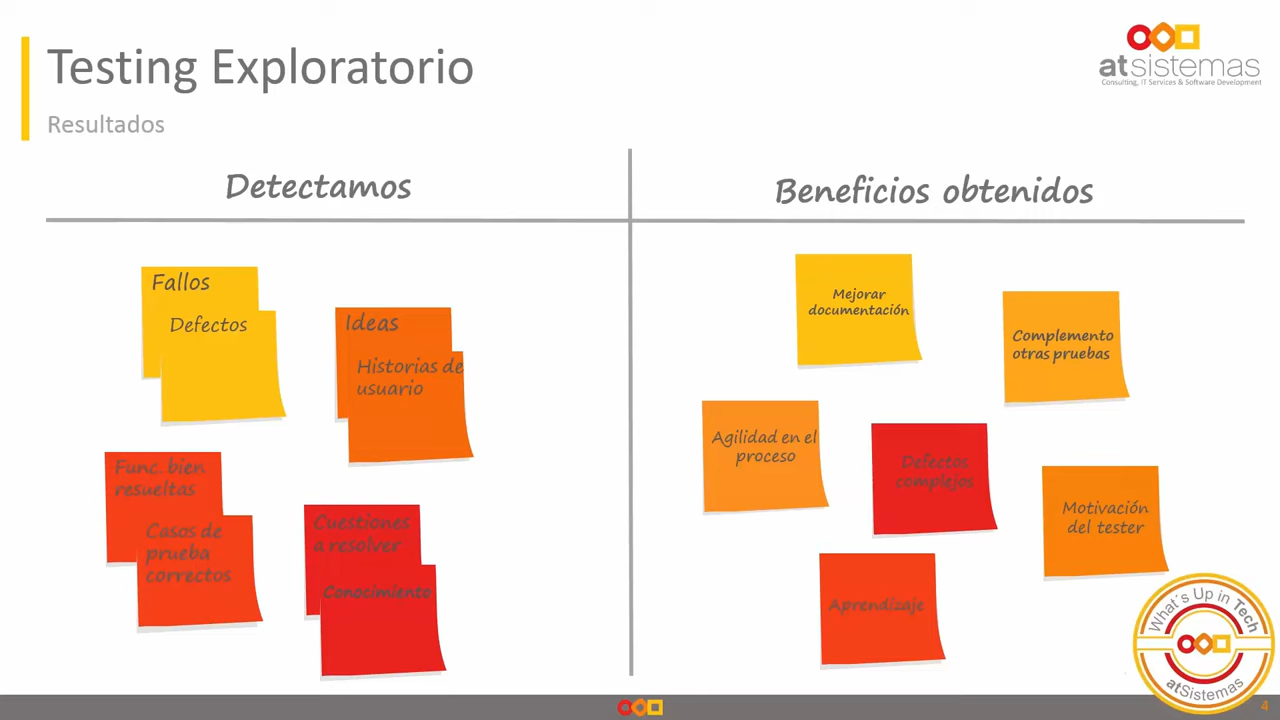 Testing Exploratorio
Resultados
atsistemas
Consulting, IT Services & Software Development
Detectamos
Beneficios obtenidos
Fallos
Defectos
Ideas
Historias de
usuario
Func. bien
resueltas
Casos de
prueba
correctos
Cuestiones
a resolver
Conocimiento
Mejorar
documentación
Complemento
otras pruebas
Agilidad en el
proceso
Defectos
complejos
Motivación
del tester
Aprendizaje
What's Up in Tech
atSistemas
4